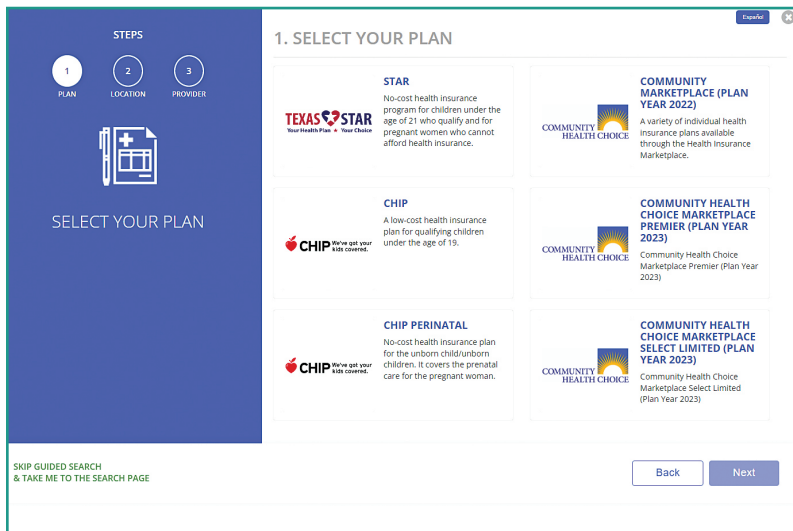 Español
STEPS
1
2
3
PLAN
LOCATION
PROVIDER
SELECT YOUR PLAN
1. SELECT YOUR PLAN
TEXAS STAR
Your Health Plan ★ Your Choice
STAR
No-cost health insurance
program for children under the
age of 21 who qualify and for
pregnant women who cannot
afford health insurance.
COMMUNITY
HEALTH CHOICE
COMMUNITY
MARKETPLACE (PLAN
YEAR 2022)
A variety of individual health
insurance plans available
through the Health Insurance
Marketplace.
CHIP We've got your
kids covered.
CHIP
A low-cost health insurance
plan for qualifying children
under the age of 19.
COMMUNITY
HEALTH CHOICE
COMMUNITY HEALTH
CHOICE MARKETPLACE
PREMIER (PLAN YEAR
2023)
Community Health Choice
Marketplace Premier (Plan Year
2023)
CHIP We've got your
kids covered.
CHIP PERINATAL
No-cost health insurance plan
for the unborn child/unborn
children. It covers the prenatal
care for the pregnant woman.
COMMUNITY
HEALTH CHOICE
COMMUNITY HEALTH
CHOICE MARKETPLACE
SELECT LIMITED (PLAN
YEAR 2023)
Community Health Choice
Marketplace Select Limited
(Plan Year 2023)
SKIP GUIDED SEARCH
& TAKE ME TO THE SEARCH PAGE
Back
Next